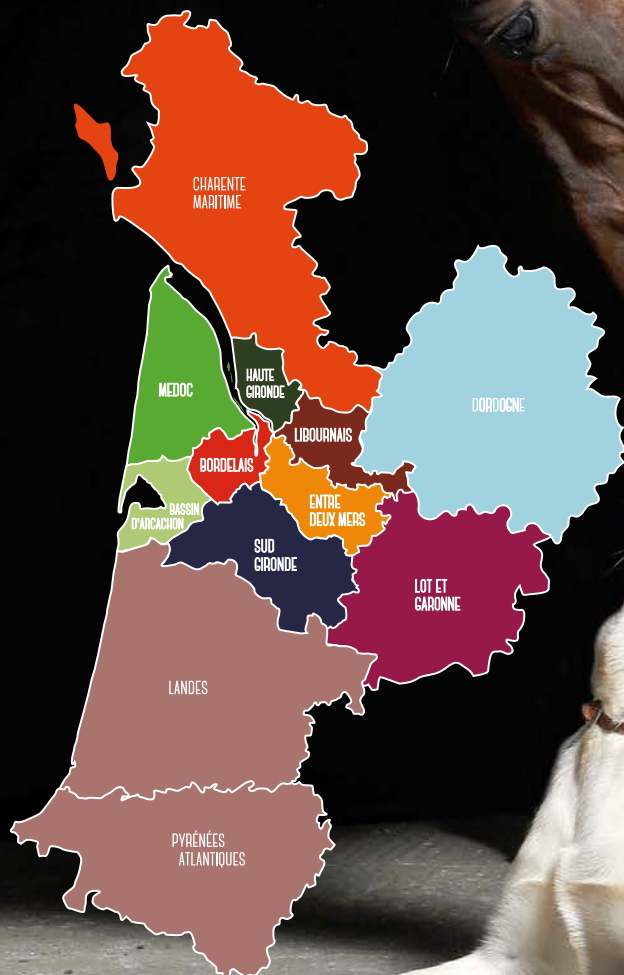 CHARENTE
MARITIME
MEDOC
HAUTE
GIRONDE
DORDOGNE
LIBOURNAIS
BORDELAIS
BASSIN
D'ARCACHON
ENTRE
DEUX MERS
SUD
GIRONDE
LOT ET
GARONNE
LANDES
PYRÉNÉES
ATLANTIQUES